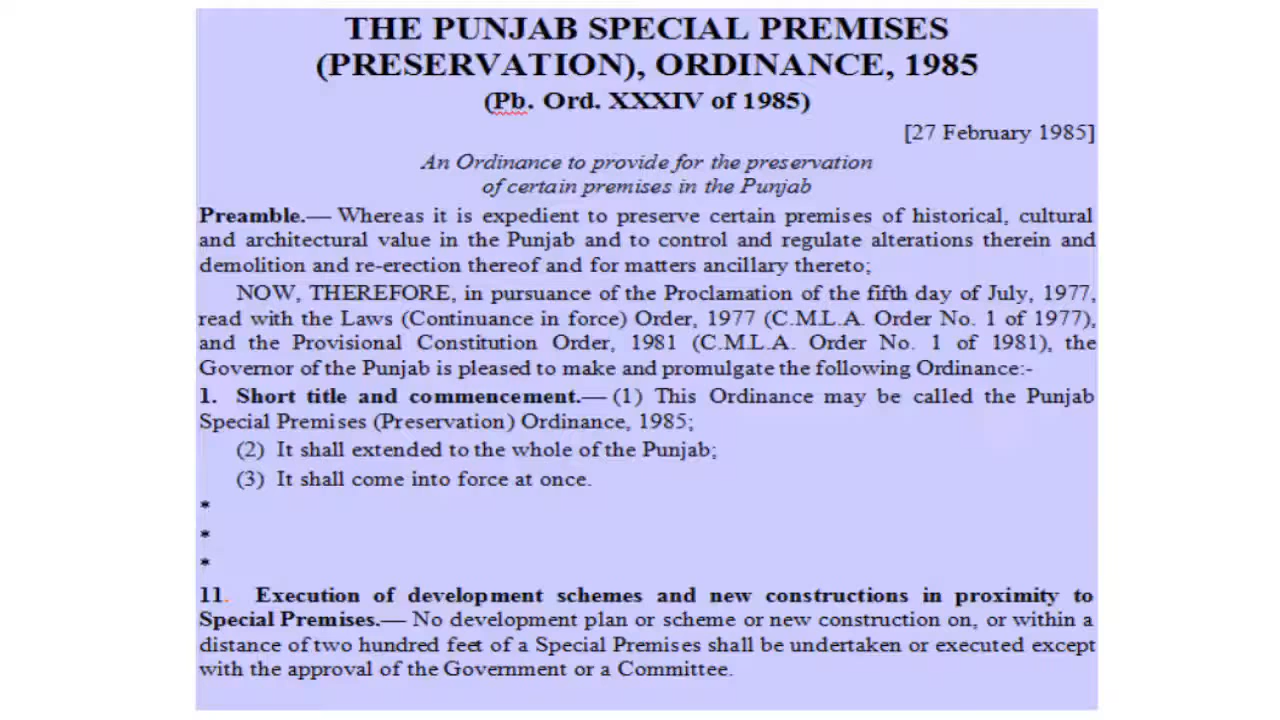 THE PUNJAB SPECIAL PREMISES
(PRESERVATION), ORDINANCE, 1985
(Pb. Ord. XXXIV of 1985)
[27 February 1985]
An Ordinance to provide for the preservation
of certain premises in the Punjab
Preamble.— Whereas it is expedient to preserve certain premises of historical, cultural
and architectural value in the Punjab and to control and regulate alterations therein and
demolition and re-erection thereof and for matters ancillary thereto;
NOW, THEREFORE, in pursuance of the Proclamation of the fifth day of July, 1977,
read with the Laws (Continuance in force) Order, 1977 (C.M.L.A. Order No. 1 of 1977),
and the Provisional Constitution Order, 1981 (C.M.L.A. Order No. 1 of 1981), the
Governor of the Punjab is pleased to make and promulgate the following Ordinance:-
1. Short title and commencement.— (1) This Ordinance may be called the Punjab
Special Premises (Preservation) Ordinance, 1985;
(2) It shall extended to the whole of the Punjab;
(3) It shall come into force at once.
*
*
*
11. Execution of development schemes and new constructions in proximity to
Special Premises.— No development plan or scheme or new construction on, or within a
distance of two hundred feet of a Special Premises shall be undertaken or executed except
with the approval of the Government or a Committee.